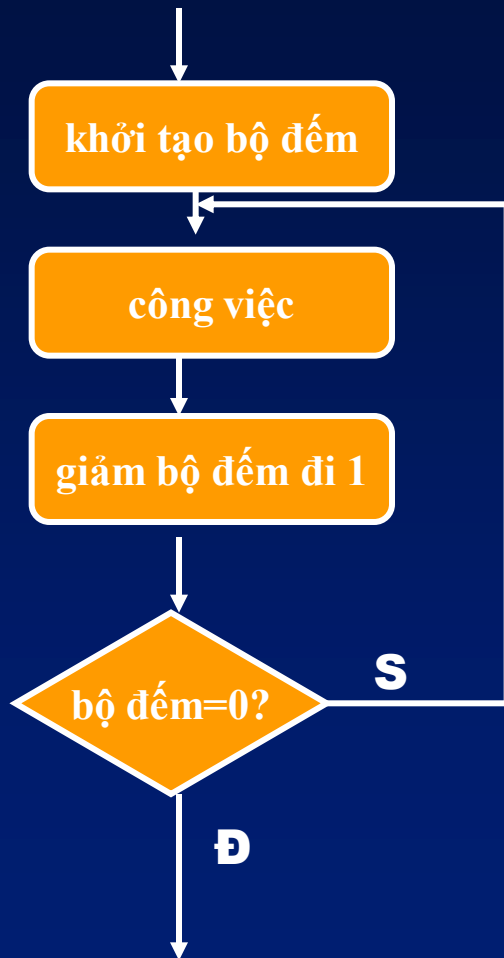 khởi tạo bộ đếm
công việc
giảm bộ đếm đi 1
bộ đếm=0?
S
Đ